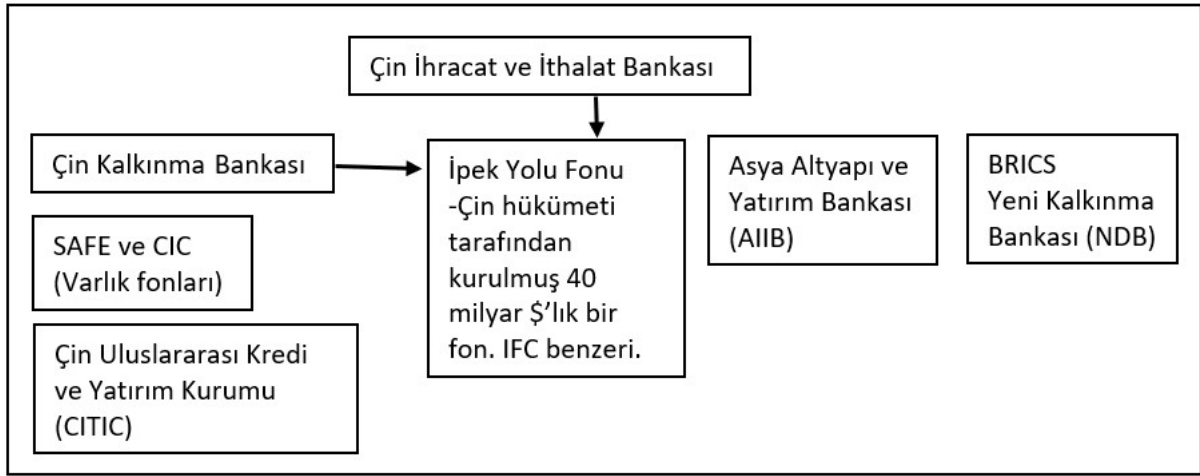 Çin İhracat ve İthalat Bankası
Çin Kalkınma Bankası
SAFE ve CIC
(Varlık fonları)
Çin Uluslararası Kredi
ve Yatırım Kurumu
(CITIC)
İpek Yolu Fonu
-Çin hükümeti
tarafından
kurulmuş 40
milyar $’lık bir
fon. IFC benzeri.
Asya Altyapı ve
Yatırım Bankası
(AIIB)
BRICS
Yeni Kalkınma
Bankası (NDB)